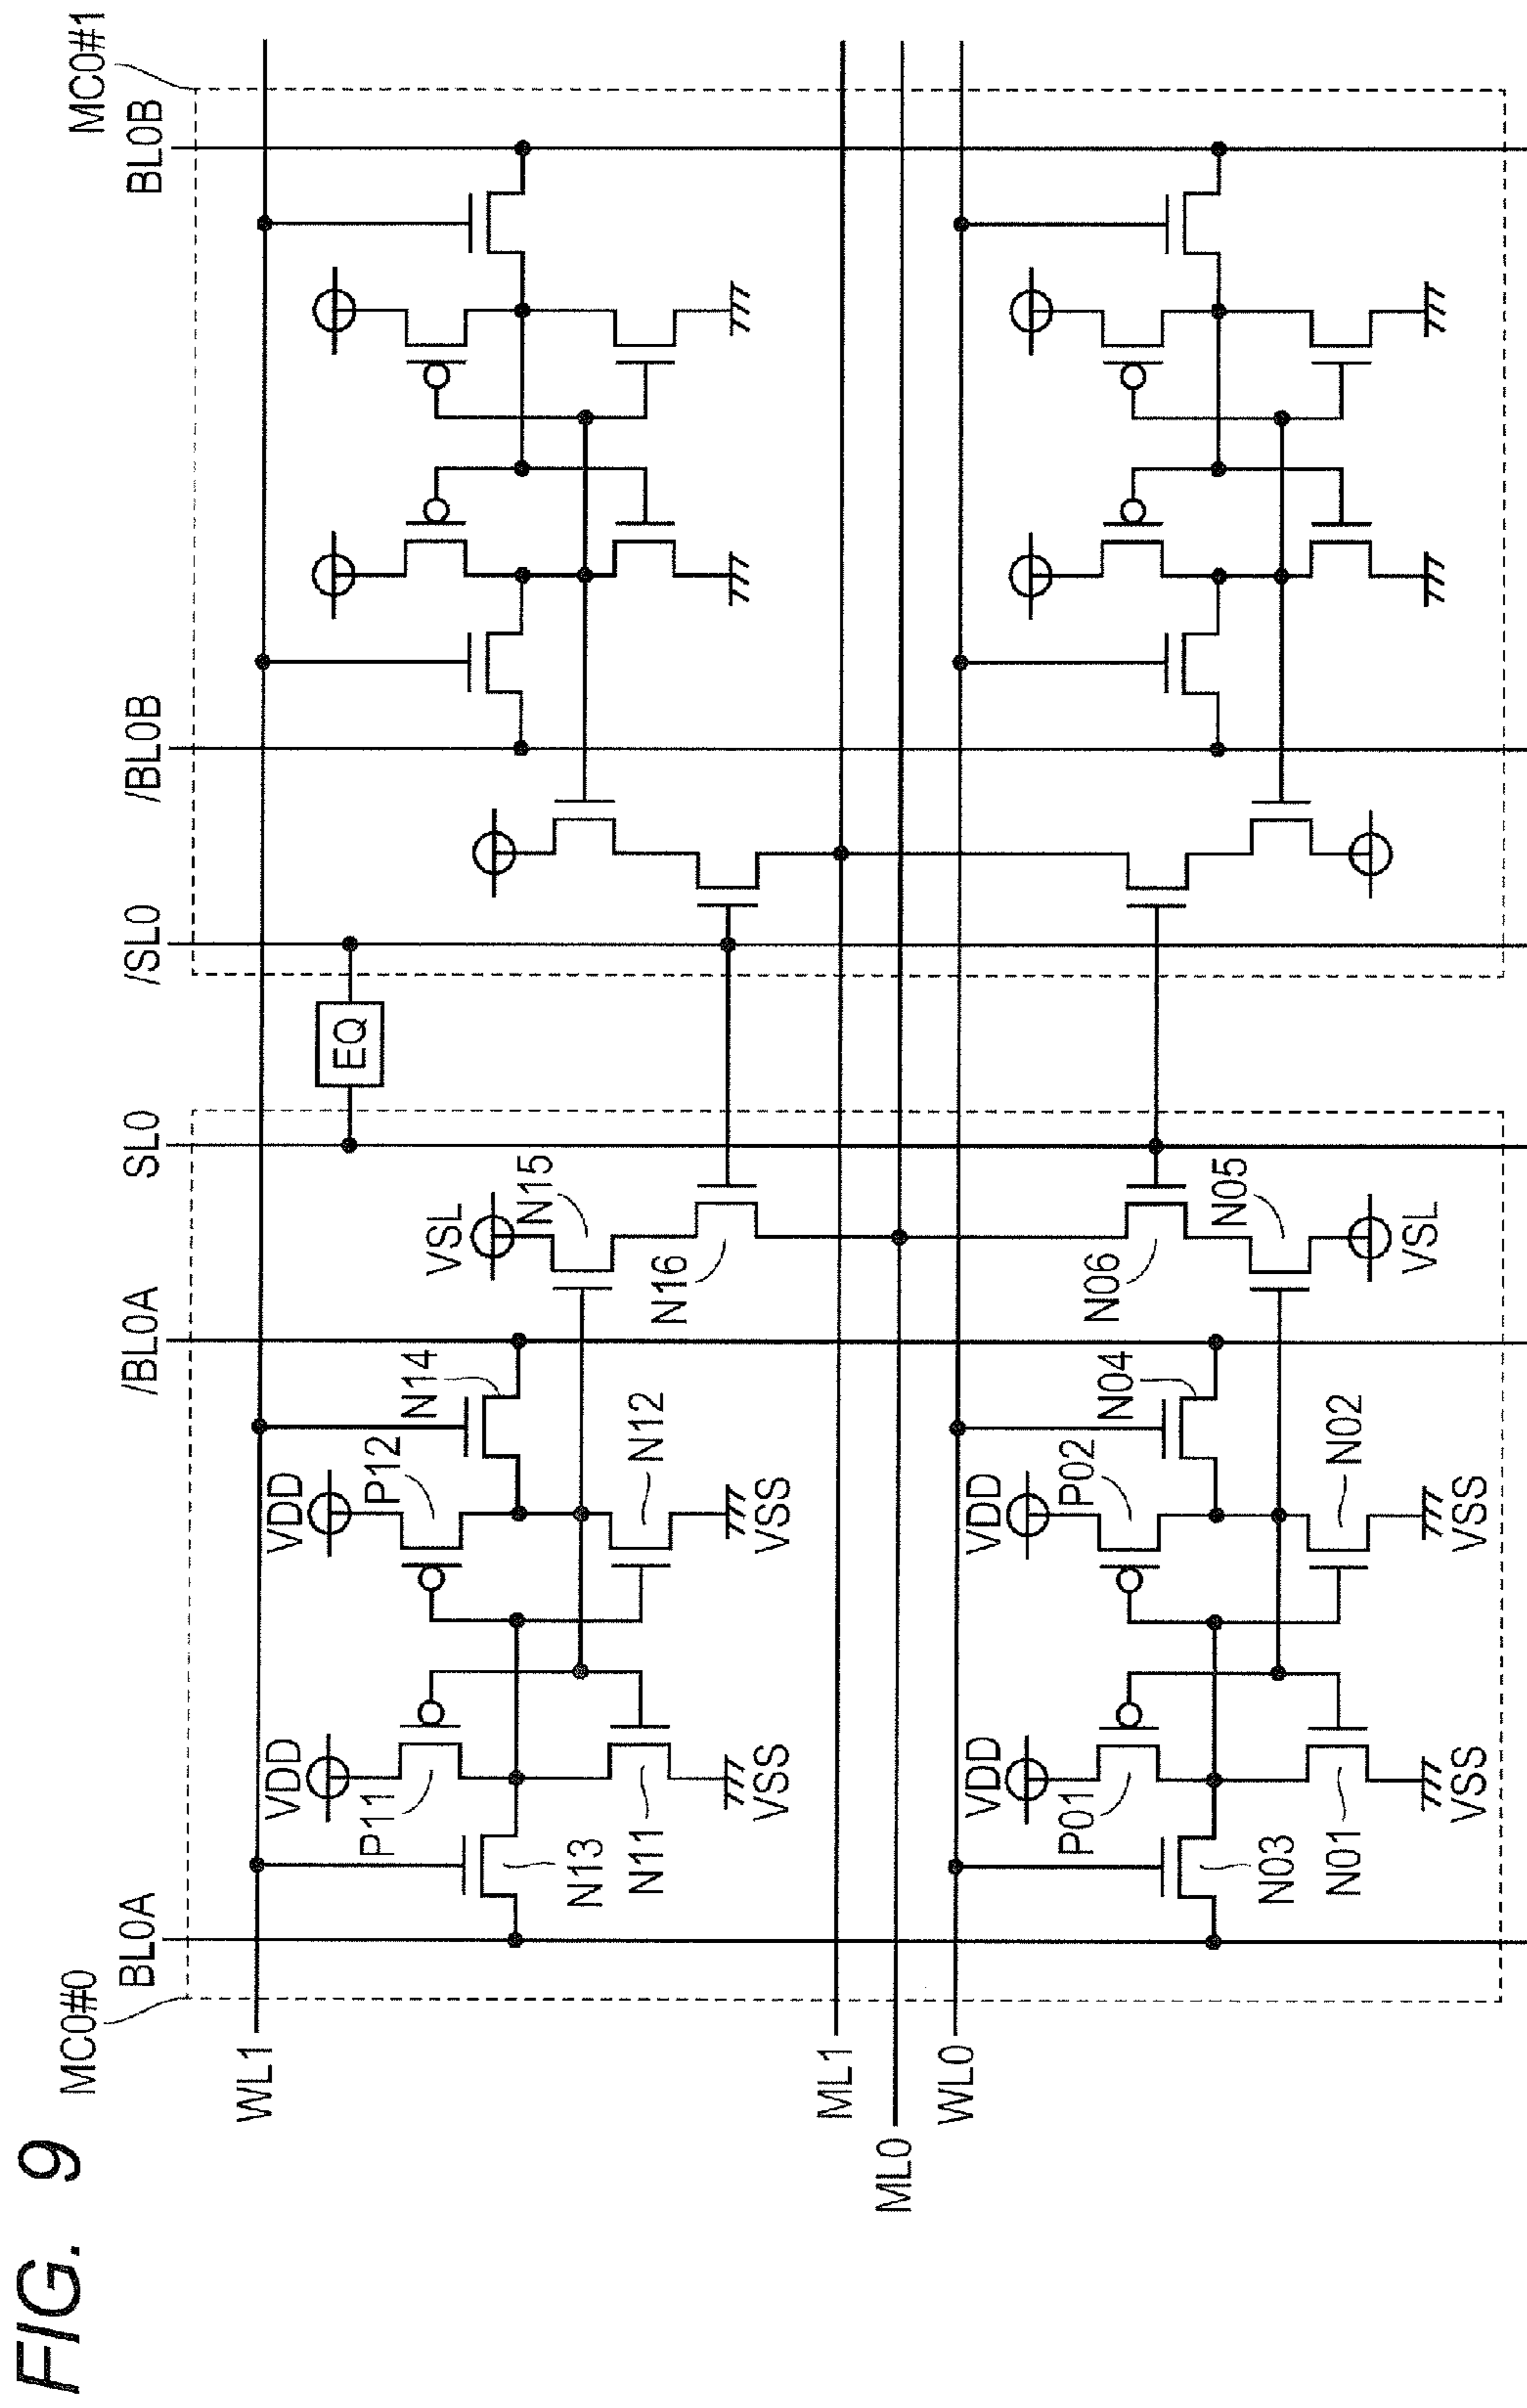 FIG. 9
MC0#0
MC0#1
BL0A
/BL0A
SL0
/SL0
/BL0B
BL0B
WL1
EQ
VDD
VDD
VSL
P11
P12
N14
N15
N13
N11
N12
N16
VSS
VSS
ML1
ML0
WL0
VDD
VDD
P01
P02
N04
N06
N05
N03
N01
N02
VSL
VSS
VSS